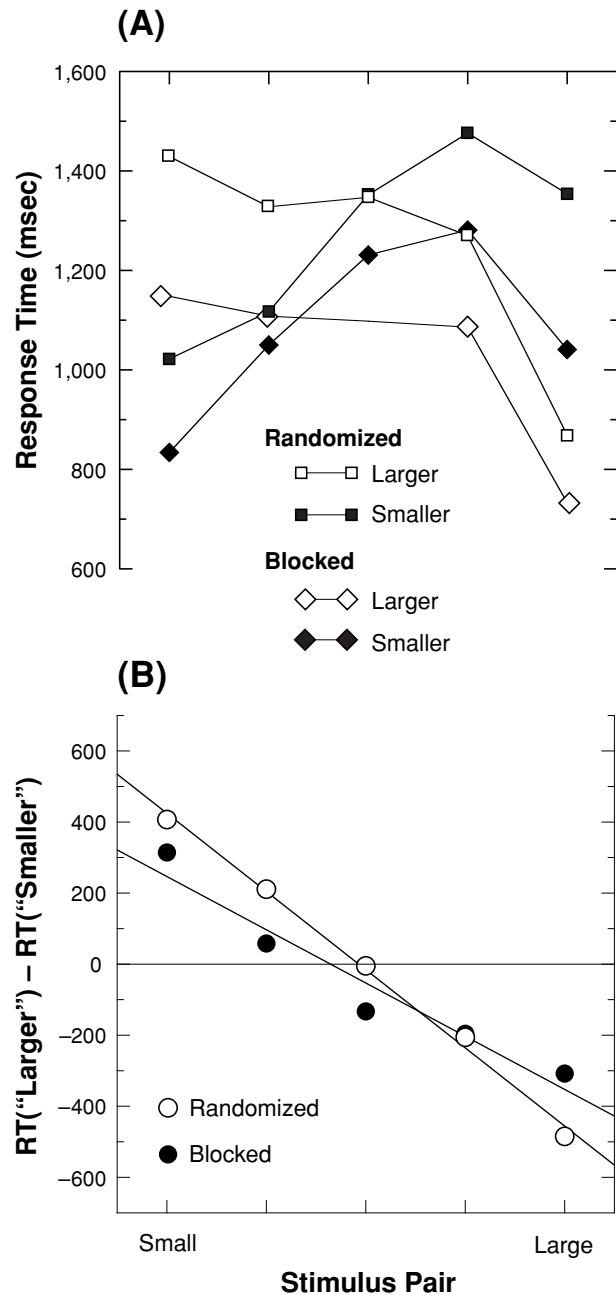 (A)
Response Time (msec)
1,600
1,400
1,200
1,000
800
600
Randomized
Larger
Smaller
Blocked
Larger
Smaller
(B)
RT(“Larger”) – RT(“Smaller”)
600
400
200
0
−200
−400
−600
Randomized
Blocked
Small
Large
Stimulus Pair